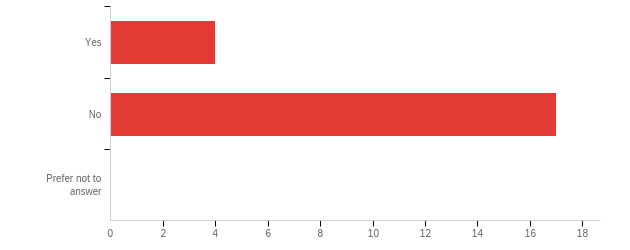 Yes
No
Prefer not to
answer
0 2 4 6 8 10 12 14 16 18